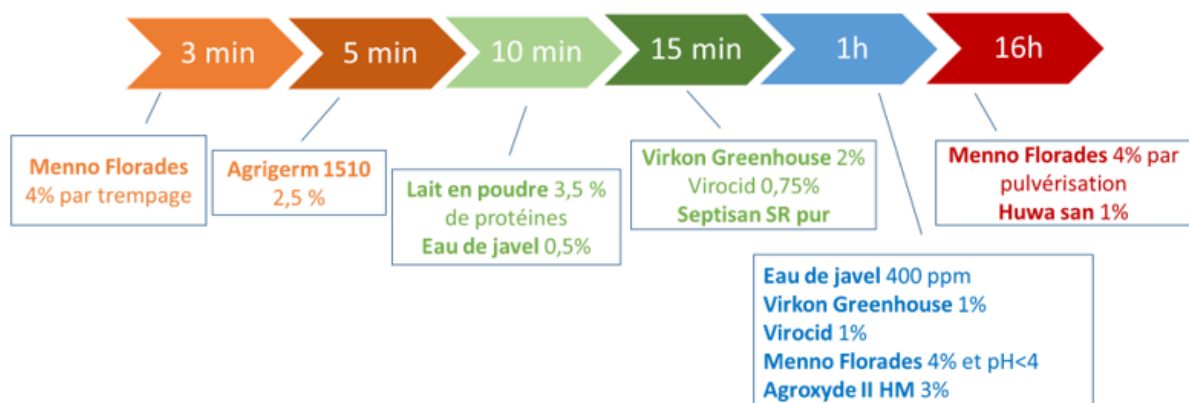 3 min
5 min
10 min
15 min
1h
16h
Menno Florades
4% par trempage
Agrigerm 1510
2,5 %
Lait en poudre 3,5 %
de protéines
Eau de javel 0,5%
Virkon Greenhouse 2%
Virocid 0,75%
Septisan SR pur
Menno Florades 4% par
pulvérisation
Huwa san 1%
Eau de javel 400 ppm
Virkon Greenhouse 1%
Virocid 1%
Menno Florades 4% et pH<4
Agroxyde II HM 3%